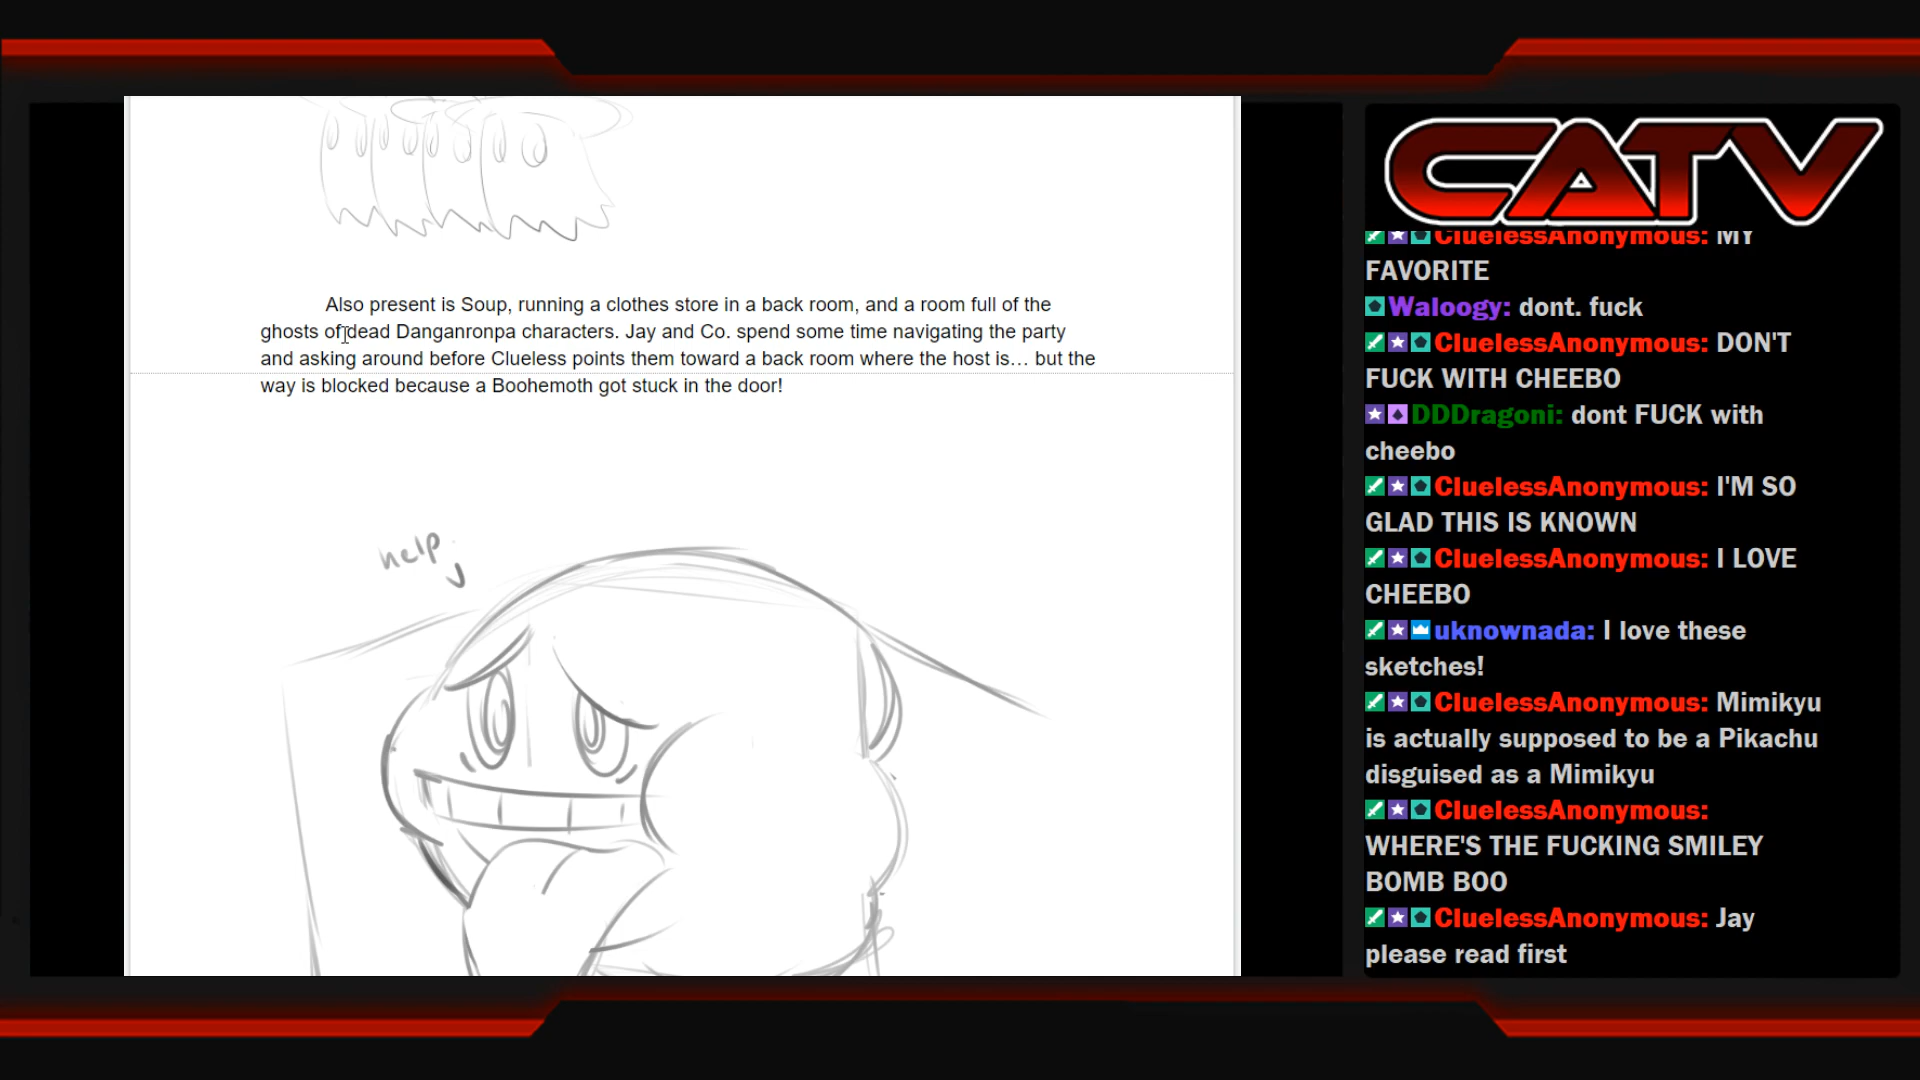 CATV
Also present is Soup, running a clothes store in a back room, and a room full of the
ghosts of dead Danganronpa characters. Jay and Co. spend some time navigating the party
and asking around before Clueless points them toward a back room where the host is… but the
way is blocked because a Boohemoth got stuck in the door!
help
CluelessAnonymous: MY
FAVORITE
Waloogy: dont. fuck
CluelessAnonymous: DON'T
FUCK WITH CHEEBO
DDDragoni: dont FUCK with
cheebo
CluelessAnonymous: I'M SO
GLAD THIS IS KNOWN
CluelessAnonymous: I LOVE
CHEEBO
uknownada: I love these
sketches!
CluelessAnonymous: Mimikyu
is actually supposed to be a Pikachu
disguised as a Mimikyu
CluelessAnonymous:
WHERE'S THE FUCKING SMILEY
BOMB BOO
CluelessAnonymous: Jay
please read first